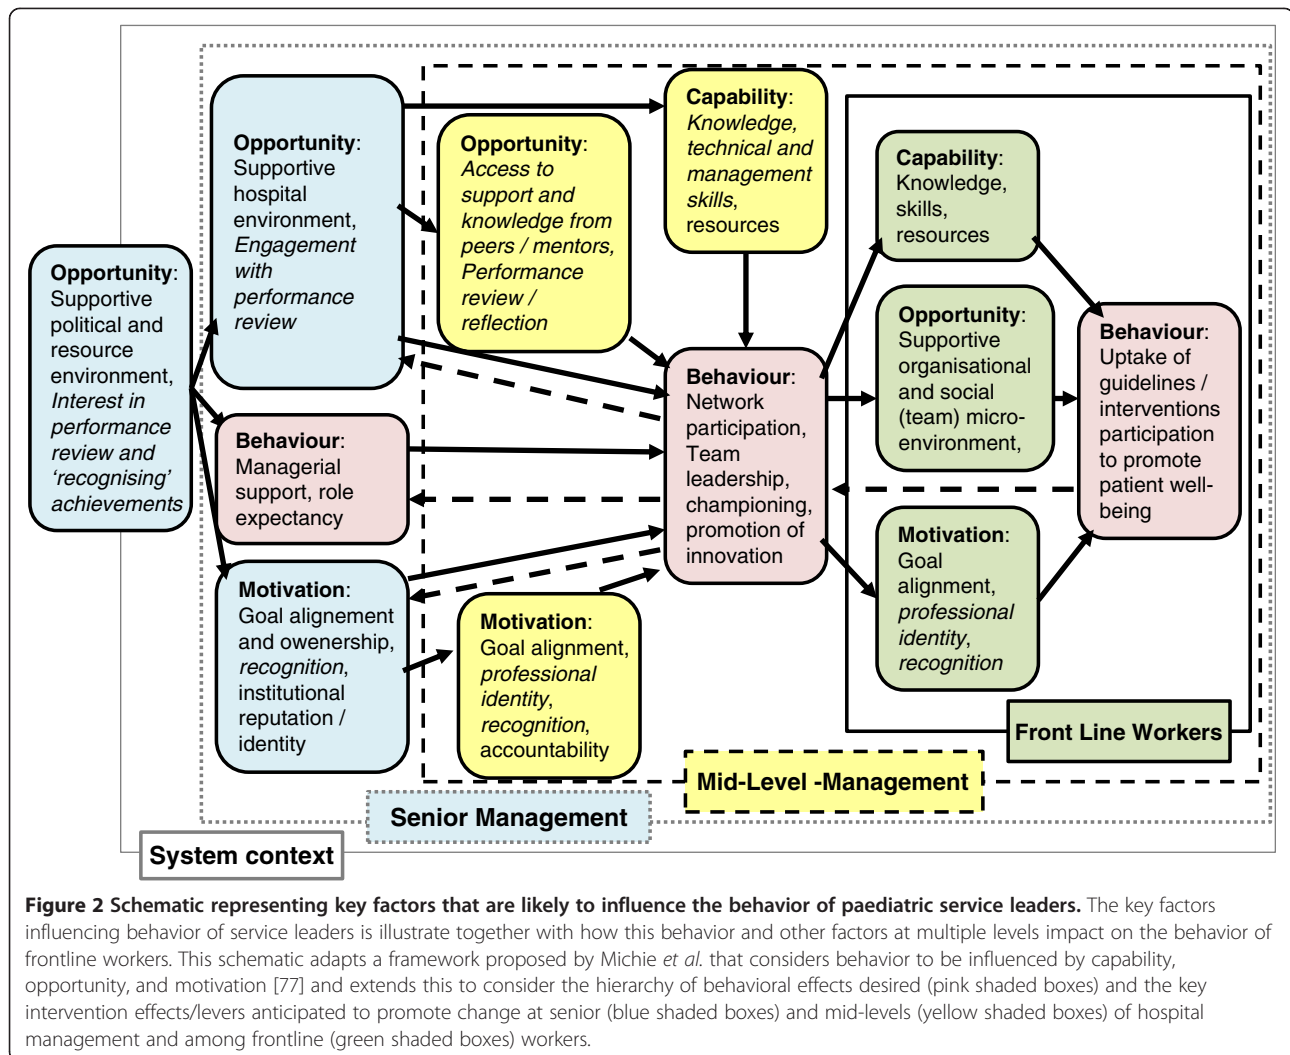 Opportunity:
Supportive
political and
resource
environment,
Interest in
performance
review and
‘recognising’
achievements
Opportunity:
Supportive
hospital
environment,
Engagement
with
performance
review
Behaviour:
Managerial
support, role
expectancy
Motivation:
Goal alignement
and owenership,
recognition,
institutional
reputation /
identity
Opportunity:
Access to
support and
knowledge from
peers / mentors,
Performance
review /
reflection
Motivation:
Goal alignment,
professional
identity,
recognition,
accountability
Capability:
Knowledge,
technical and
management
skills,
resources
Behaviour:
Network
participation,
Team
leadership,
championing,
promotion of
innovation
Capability:
Knowledge,
skills,
resources
Opportunity:
Supportive
organisational
and social
(team) micro-
environment,
Motivation:
Goal
alignment,
professional
identity,
recognition
Behaviour:
Uptake of
guidelines /
interventions
participation
to promote
patient well-
being
Front Line Workers
Mid-Level -Management
Senior Management
System context
Figure 2 Schematic representing key factors that are likely to influence the behavior of paediatric service leaders. The key factors
influencing behavior of service leaders is illustrate together with how this behavior and other factors at multiple levels impact on the behavior of
frontline workers. This schematic adapts a framework proposed by Michie et al. that considers behavior to be influenced by capability,
opportunity, and motivation [77] and extends this to consider the hierarchy of behavioral effects desired (pink shaded boxes) and the key
intervention effects/levers anticipated to promote change at senior (blue shaded boxes) and mid-levels (yellow shaded boxes) of hospital
management and among frontline (green shaded boxes) workers.